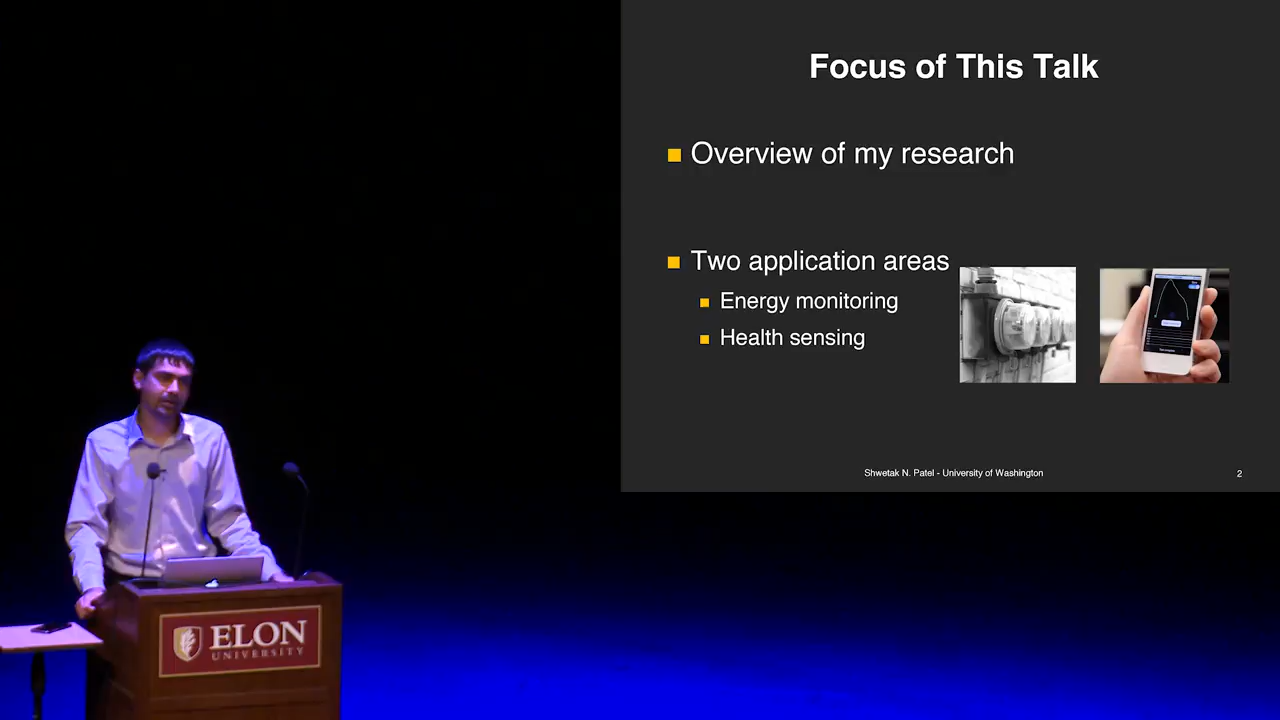 Focus of This Talk
Overview of my research
Two application areas
Energy monitoring
Health sensing
Shwetak N. Patel - University of Washington
2
ELON
UNIVERSITY